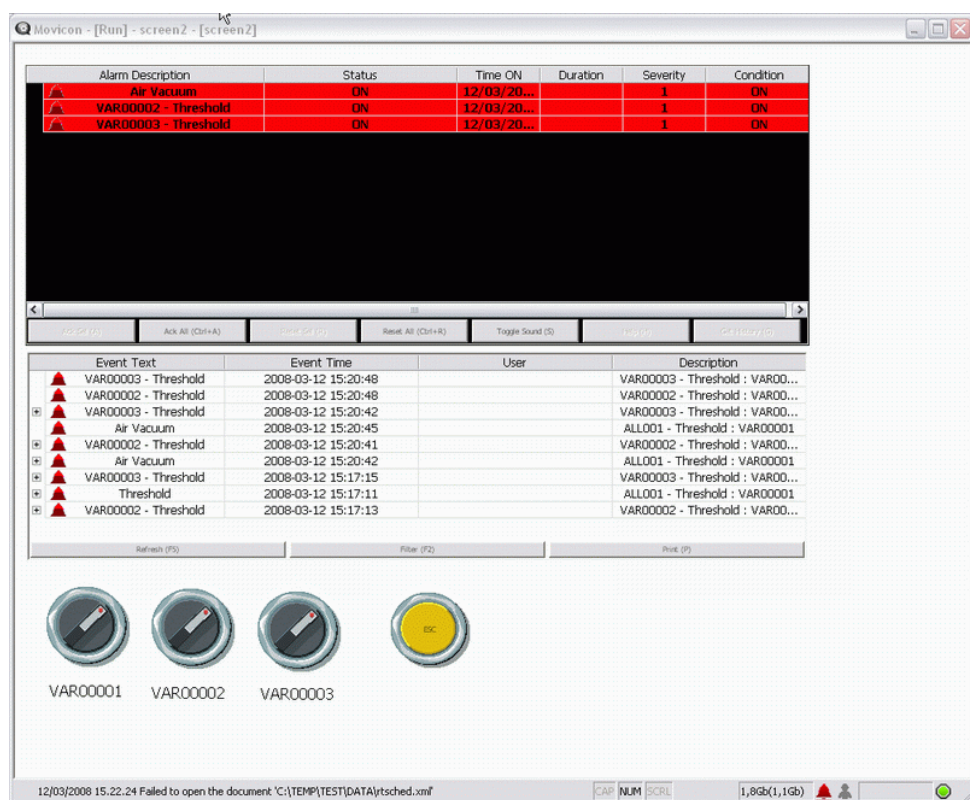 Movicon - [Run] - screen2 - [screen2]
Alarm Description Status Time ON Duration Severity Condition
Air Vacuum ON 12/03/20... 1 ON
VAR00002 - Threshold ON 12/03/20... 1 ON
VAR00003 - Threshold ON 12/03/20... 1 ON
Ack Sel (A) Ack All (Ctrl+A) Reset Sel (R) Reset All (Ctrl+R) Toggle Sound (S) Help (H) Get History (G)
Event Text Event Time User Description
VAR00003 - Threshold 2008-03-12 15:20:48 VAR00003 - Threshold : VAR00...
VAR00002 - Threshold 2008-03-12 15:20:48 VAR00002 - Threshold : VAR00...
VAR00003 - Threshold 2008-03-12 15:20:42 VAR00003 - Threshold : VAR00...
Air Vacuum 2008-03-12 15:20:45 ALL001 - Threshold : VAR00001
VAR00002 - Threshold 2008-03-12 15:20:41 VAR00002 - Threshold : VAR00...
Air Vacuum 2008-03-12 15:20:42 ALL001 - Threshold : VAR00001
VAR00003 - Threshold 2008-03-12 15:17:15 VAR00003 - Threshold : VAR00...
Threshold 2008-03-12 15:17:11 ALL001 - Threshold : VAR00001
VAR00002 - Threshold 2008-03-12 15:17:13 VAR00002 - Threshold : VAR00...
Refresh (F5) Filter (F2) Print (P)
ESC
VAR00001 VAR00002 VAR00003
12/03/2008 15.22.24 Failed to open the document 'C:\TEMP\TEST\DATA\rtsched.xml' CAP NUM SCRL 1,8Gb(1,1Gb)